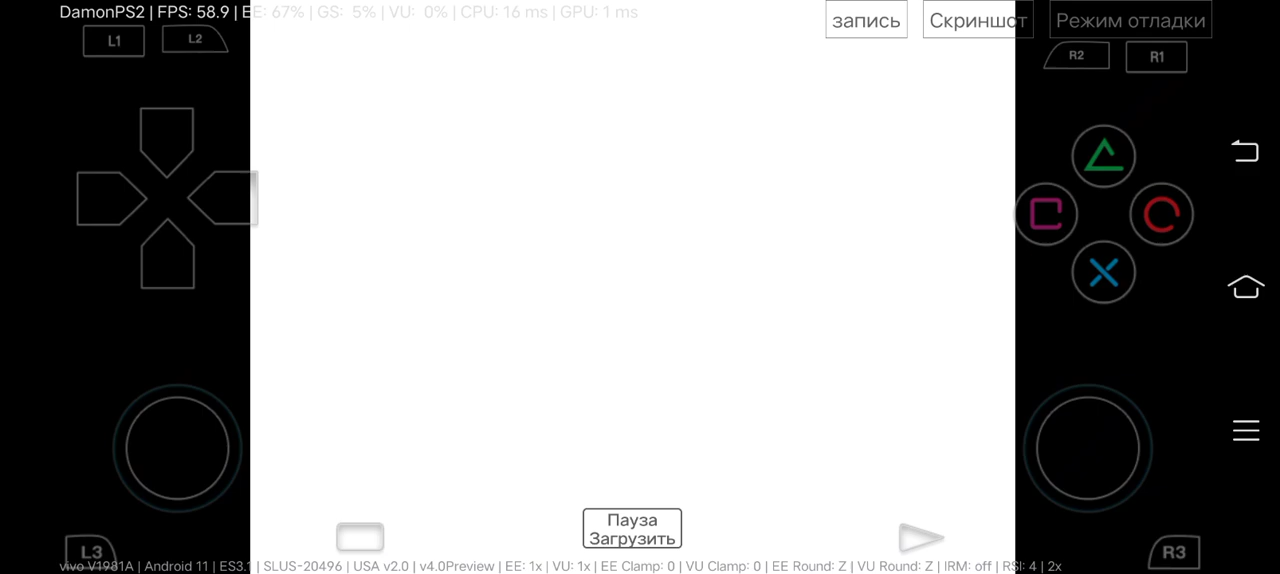 DamonPS2 | FPS: 58.9 | EE: 67% | GS: 5% | VU: 0% | CPU: 16 ms | GPU: 1 ms
запись
Скриншот
Режим отладки
L1
L2
R2
R1
Пауза
Загрузить
L3
R3
vivo V1981A | Android 11 | ES3.1 | SLUS-20496 | USA v2.0 | v4.0Preview | EE: 1x | VU: 1x | EE Clamp: 0 | VU Clamp: 0 | EE Round: Z | VU Round: Z | IRM: off | RSI: 4 | 2x